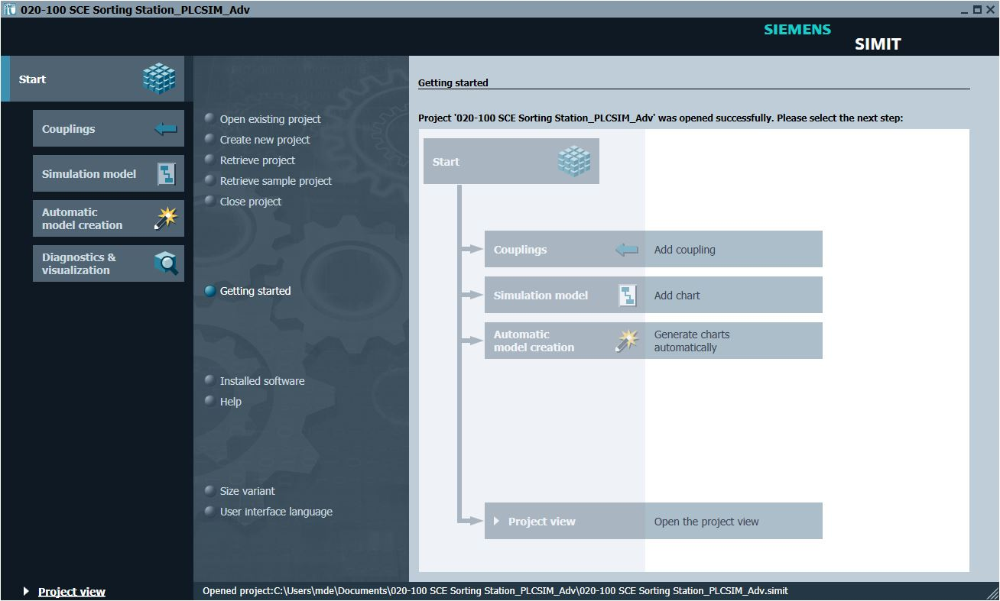 020-100 SCE Sorting Station_PLCSIM_Adv
SIEMENS
SIMIT
Start
Couplings
Simulation model
Automatic
model creation
Diagnostics &
visualization
Project view
Open existing project
Create new project
Retrieve project
Retrieve sample project
Close project
Getting started
Installed software
Help
Size variant
User interface language
Getting started
Project '020-100 SCE Sorting Station_PLCSIM_Adv' was opened successfully. Please select the next step:
Start
Couplings
Add coupling
Simulation model
Add chart
Automatic
model creation
Generate charts
automatically
Project view
Open the project view
Opened project:C:\Users\mde\Documents\020-100 SCE Sorting Station_PLCSIM_Adv\020-100 SCE Sorting Station_PLCSIM_Adv.simit